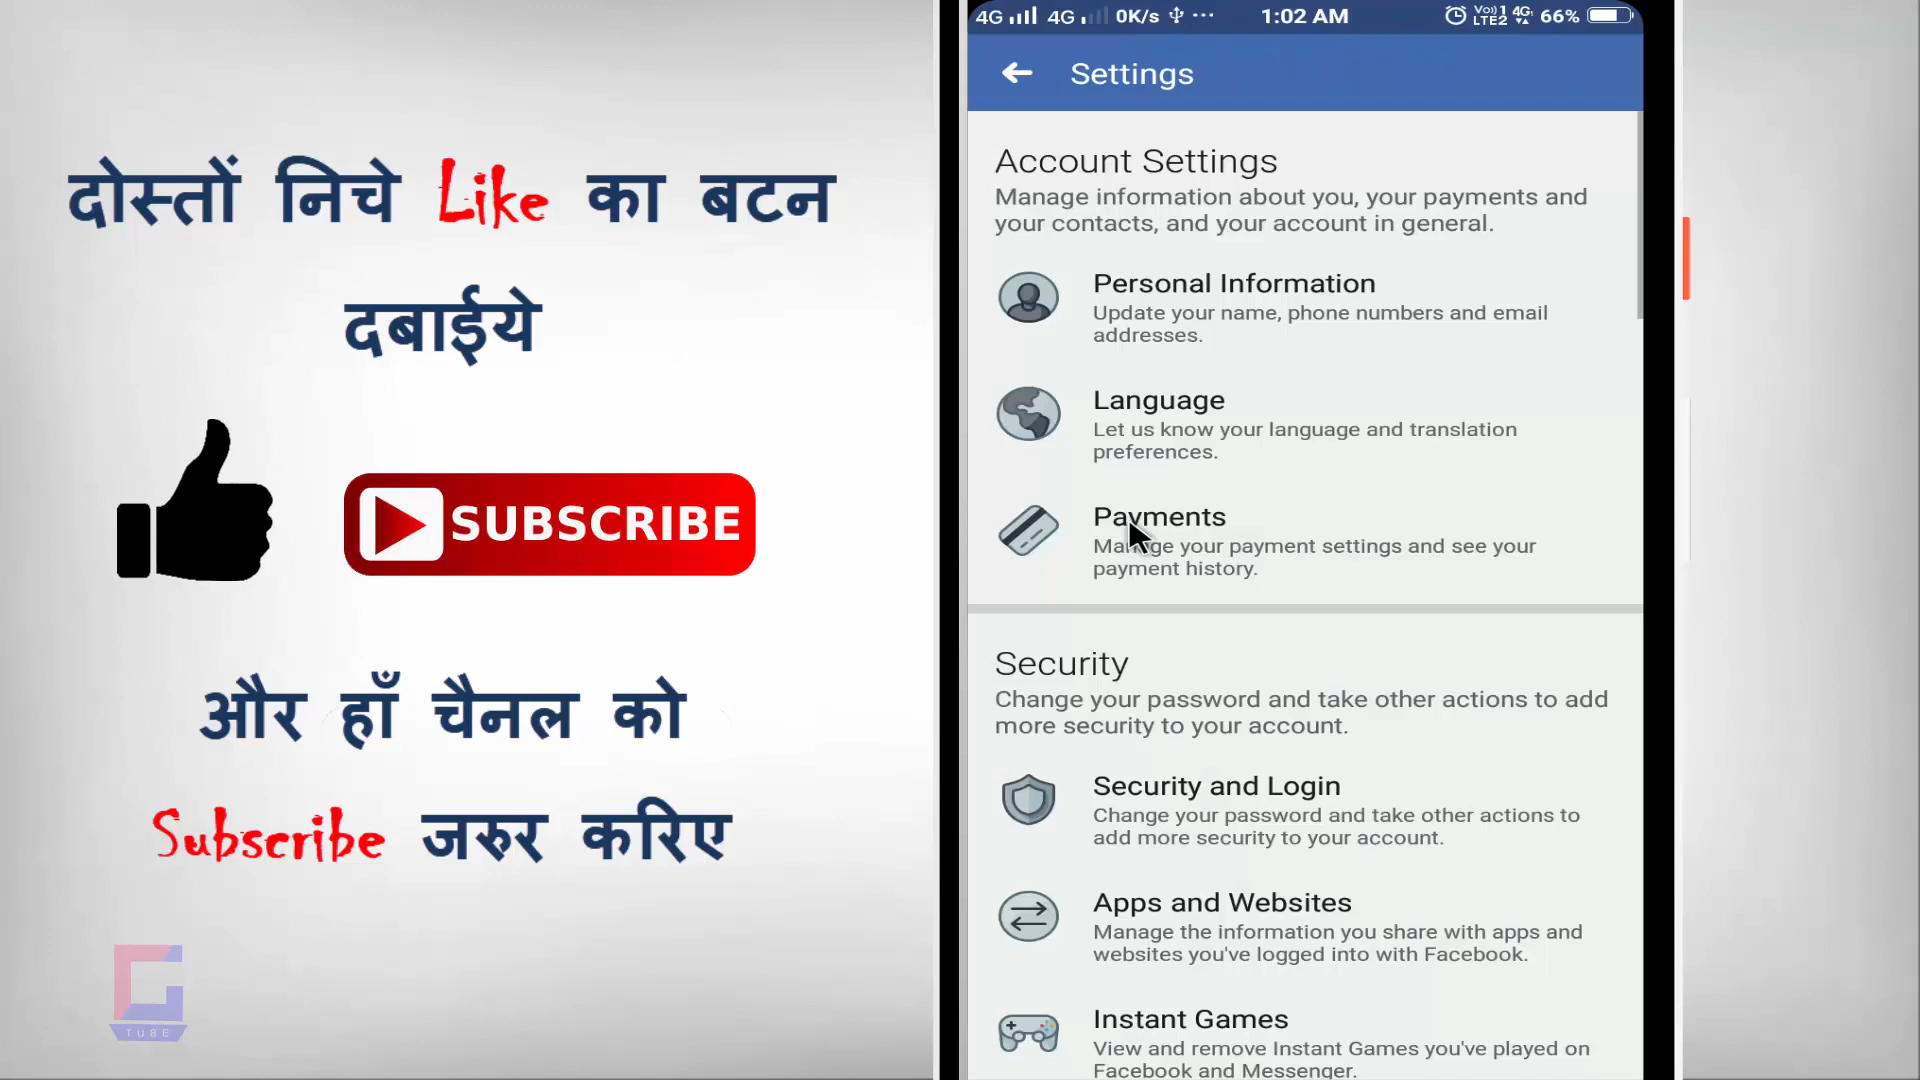 दोस्तों निचे Like का बटन
दबाईये
SUBSCRIBE
और हाँ चैनल को
Subscribe जरुर करिए
TUBE
4G 4G 0K/s 1:02 AM Vo) 1 LTE2 4G 66%
Settings
Account Settings
Manage information about you, your payments and
your contacts, and your account in general.
Personal Information
Update your name, phone numbers and email
addresses.
Language
Let us know your language and translation
preferences.
Payments
Manage your payment settings and see your
payment history.
Security
Change your password and take other actions to add
more security to your account.
Security and Login
Change your password and take other actions to
add more security to your account.
Apps and Websites
Manage the information you share with apps and
websites you've logged into with Facebook.
Instant Games
View and remove Instant Games you've played on
Facebook and Messenger.